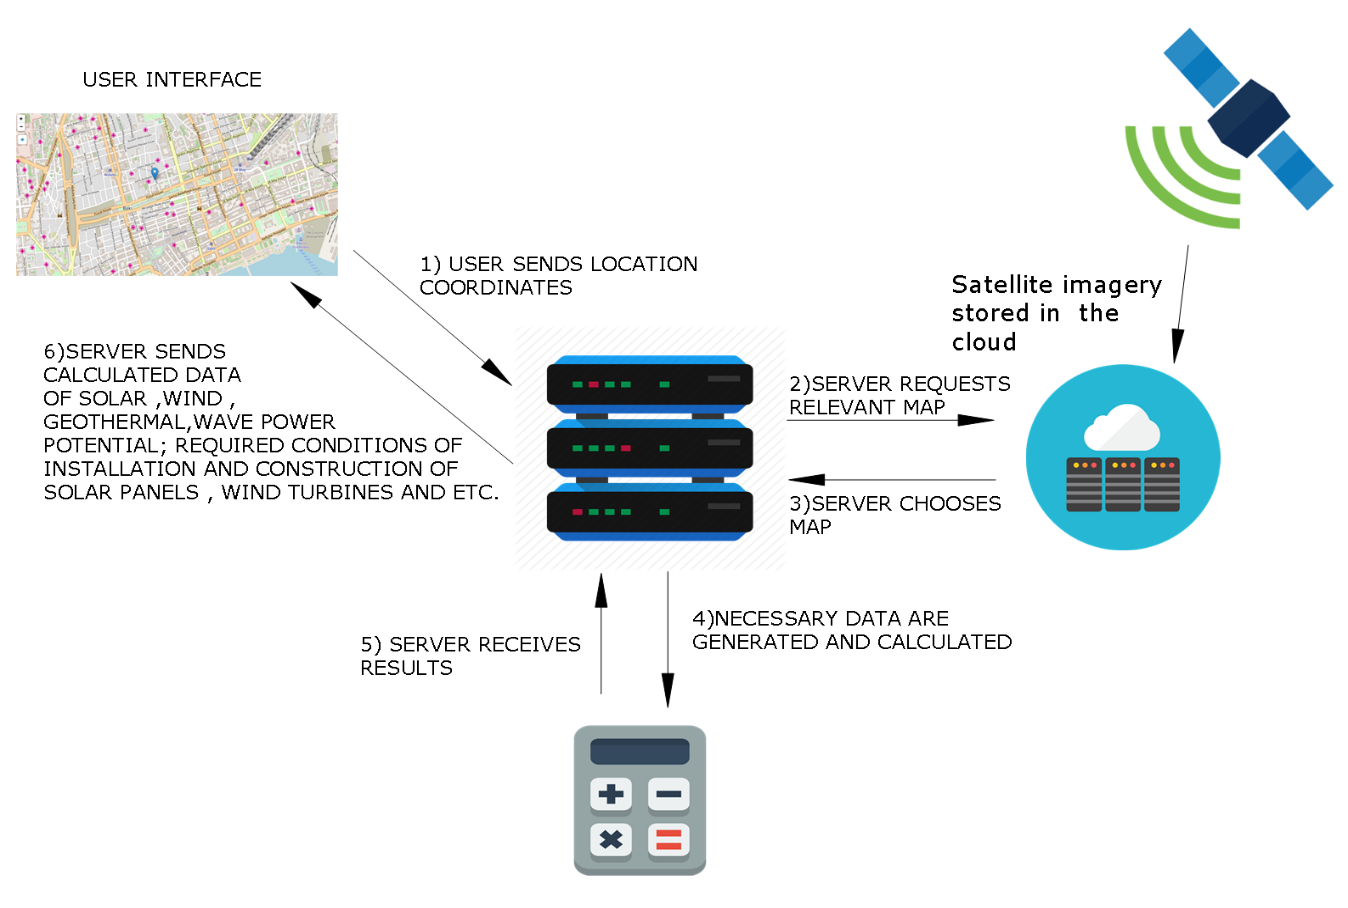 USER INTERFACE
1) USER SENDS LOCATION
COORDINATES
Satellite imagery
stored in the
cloud
6)SERVER SENDS
CALCULATED DATA
OF SOLAR ,WIND ,
GEOTHERMAL,WAVE POWER
POTENTIAL; REQUIRED CONDITIONS OF
INSTALLATION AND CONSTRUCTION OF
SOLAR PANELS , WIND TURBINES AND ETC.
2)SERVER REQUESTS
RELEVANT MAP
3)SERVER CHOOSES
MAP
4)NECESSARY DATA ARE
GENERATED AND CALCULATED
5) SERVER RECEIVES
RESULTS